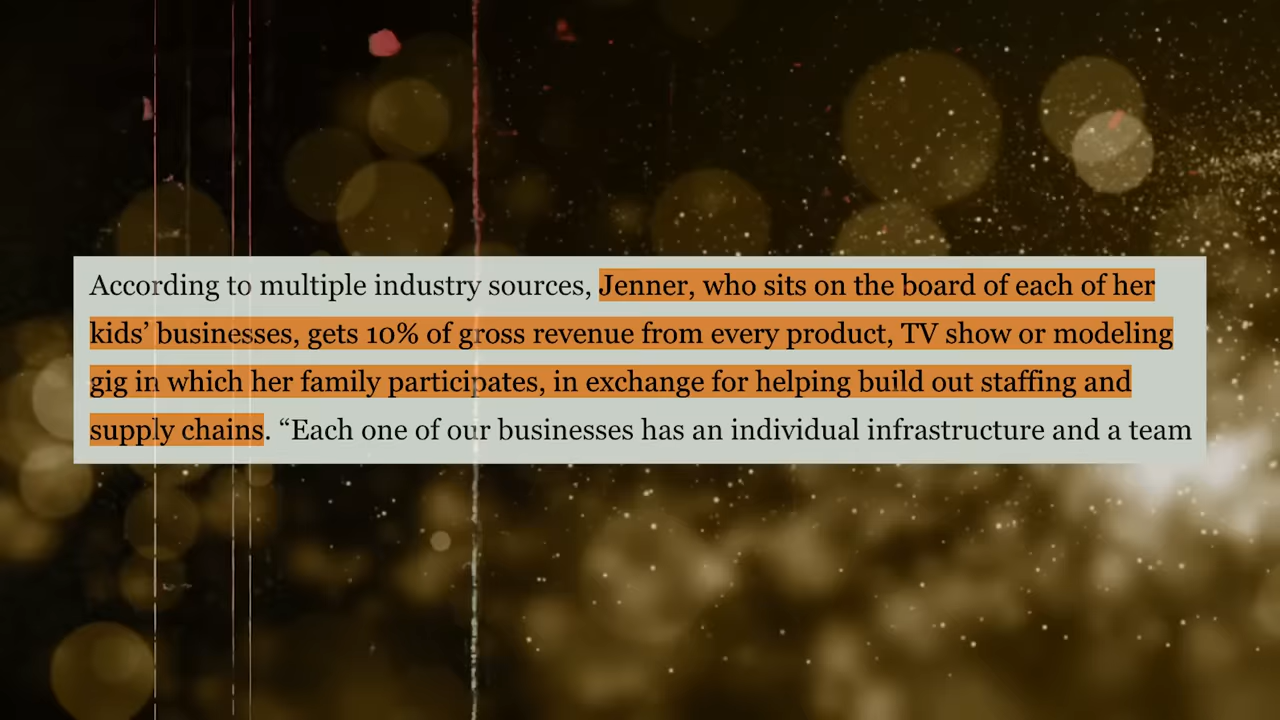 According to multiple industry sources, Jenner, who sits on the board of each of her
kids’ businesses, gets 10% of gross revenue from every product, TV show or modeling
gig in which her family participates, in exchange for helping build out staffing and
supply chains. “Each one of our businesses has an individual infrastructure and a team